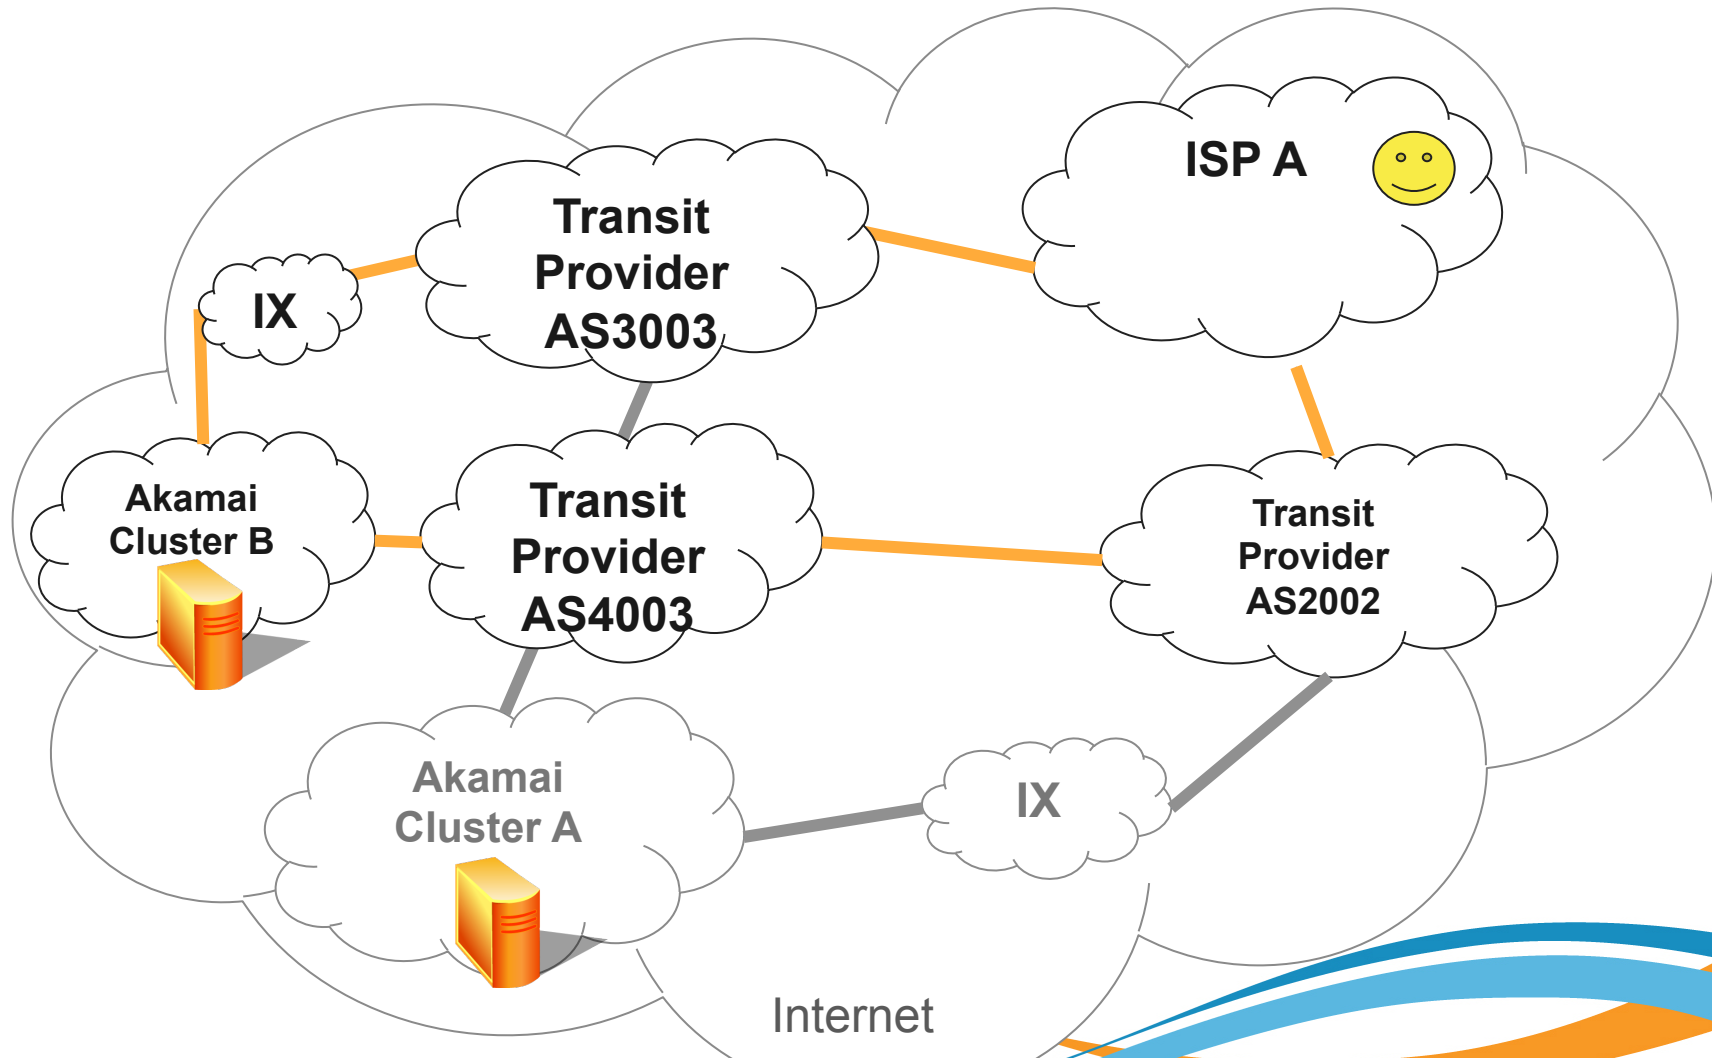 ISP A
Transit
Provider
AS3003
IX
Akamai
Cluster B
Transit
Provider
AS4003
Transit
Provider
AS2002
Akamai
Cluster A
IX
Internet